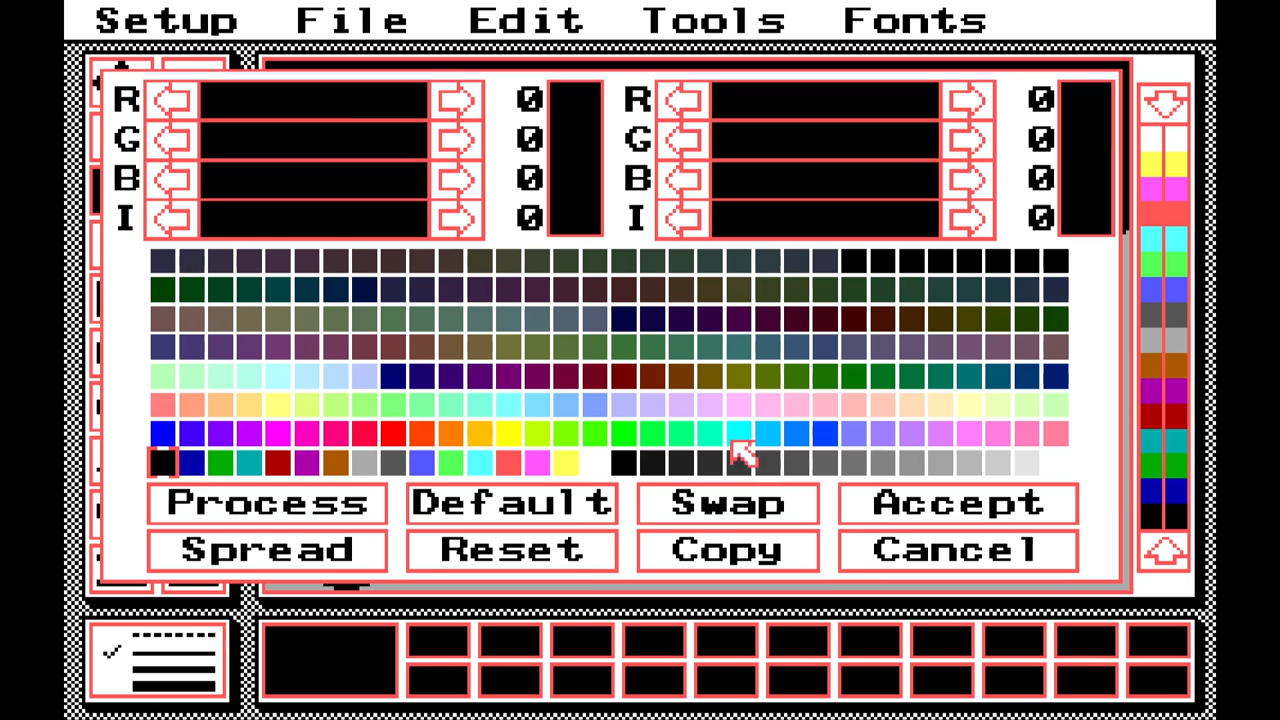 Setup File Edit Tools Fonts
R 0 R 0
G 0 G 0
B 0 B 0
I 0 I 0
Process Default Swap Accept
Spread Reset Copy Cancel